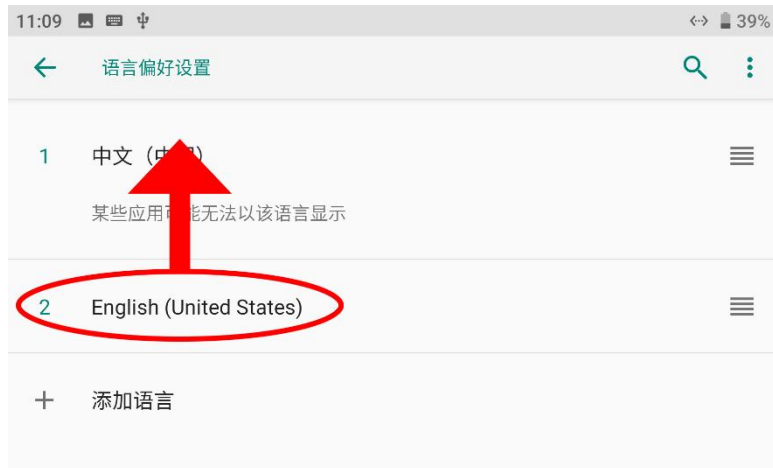 11:09 39%
语言偏好设置
1 中文（中
某些应用 能无法以该语言显示
2 English (United States)
添加语言